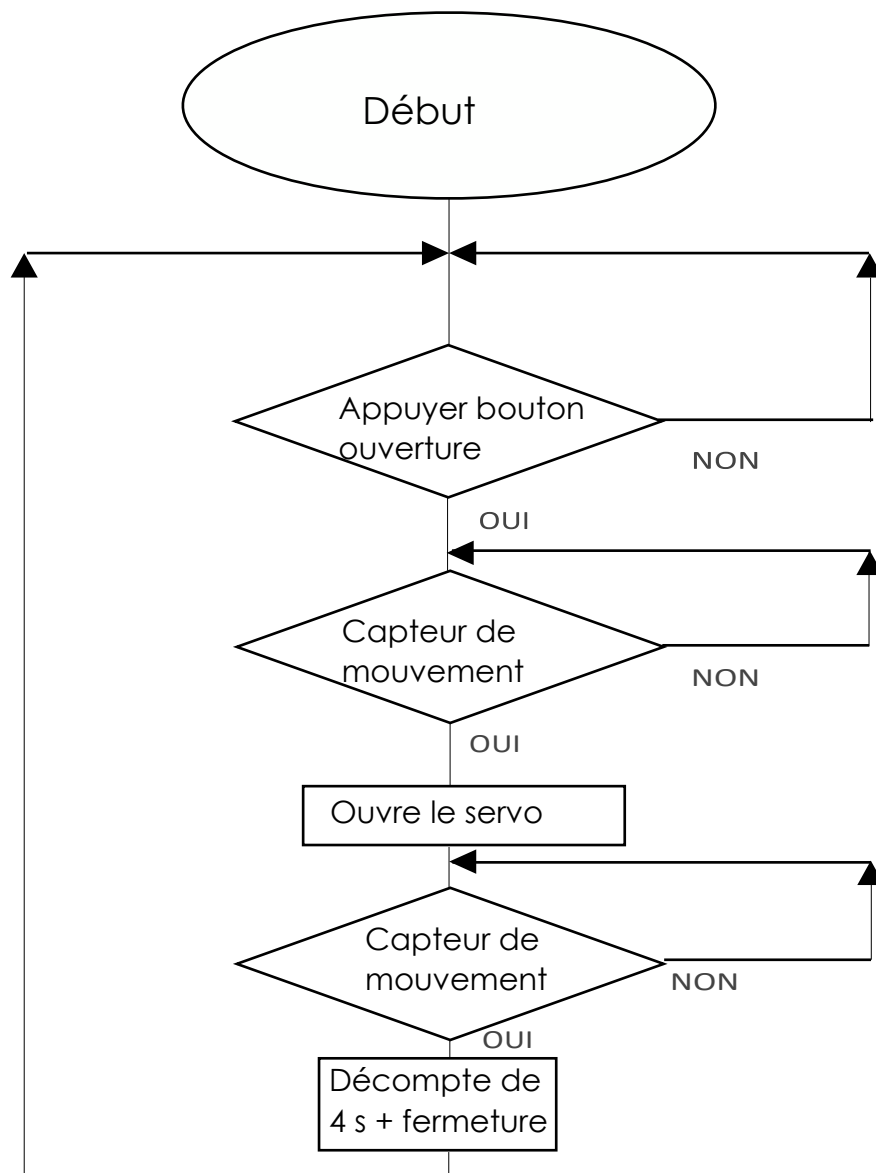 Début
Appuyer bouton
ouverture
NON
OUI
Capteur de
mouvement
NON
OUI
Ouvre le servo
Capteur de
mouvement
NON
OUI
Décompte de
4 s + fermeture